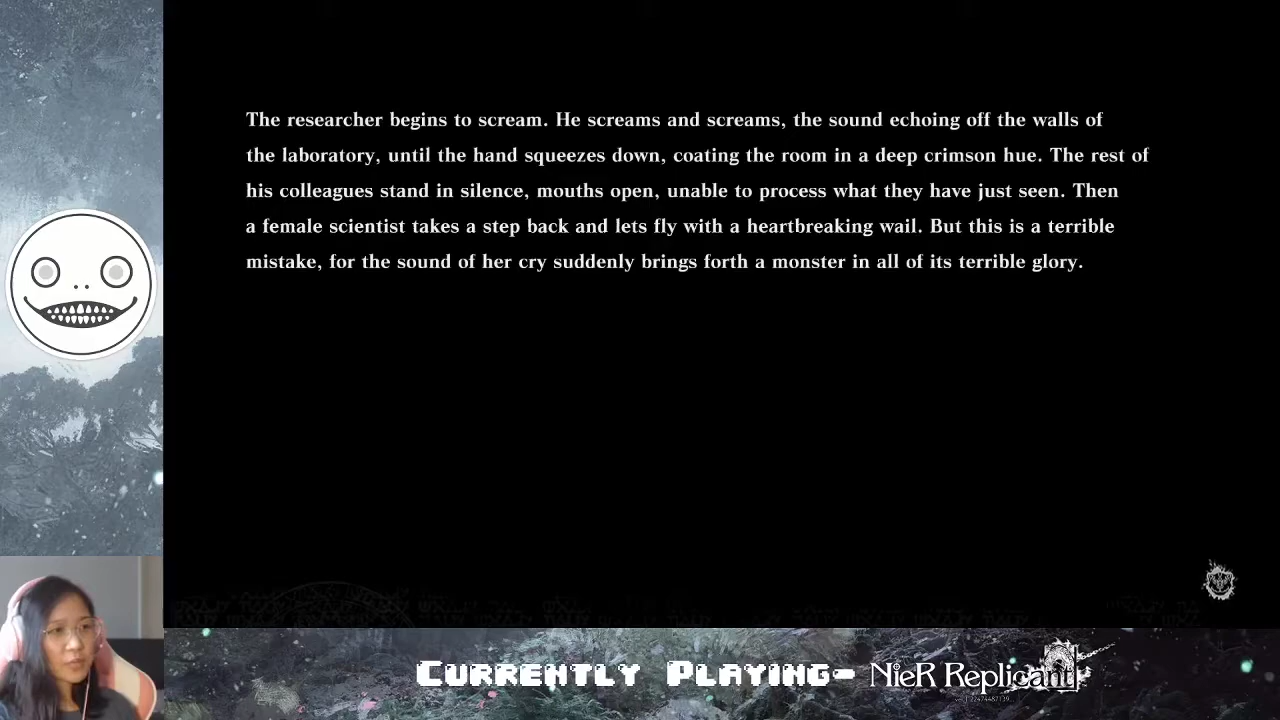 The researcher begins to scream. He screams and screams, the sound echoing off the walls of
the laboratory, until the hand squeezes down, coating the room in a deep crimson hue. The rest of
his colleagues stand in silence, mouths open, unable to process what they have just seen. Then
a female scientist takes a step back and lets fly with a heartbreaking wail. But this is a terrible
mistake, for the sound of her cry suddenly brings forth a monster in all of its terrible glory.
Currently Playing- NieR Replicant